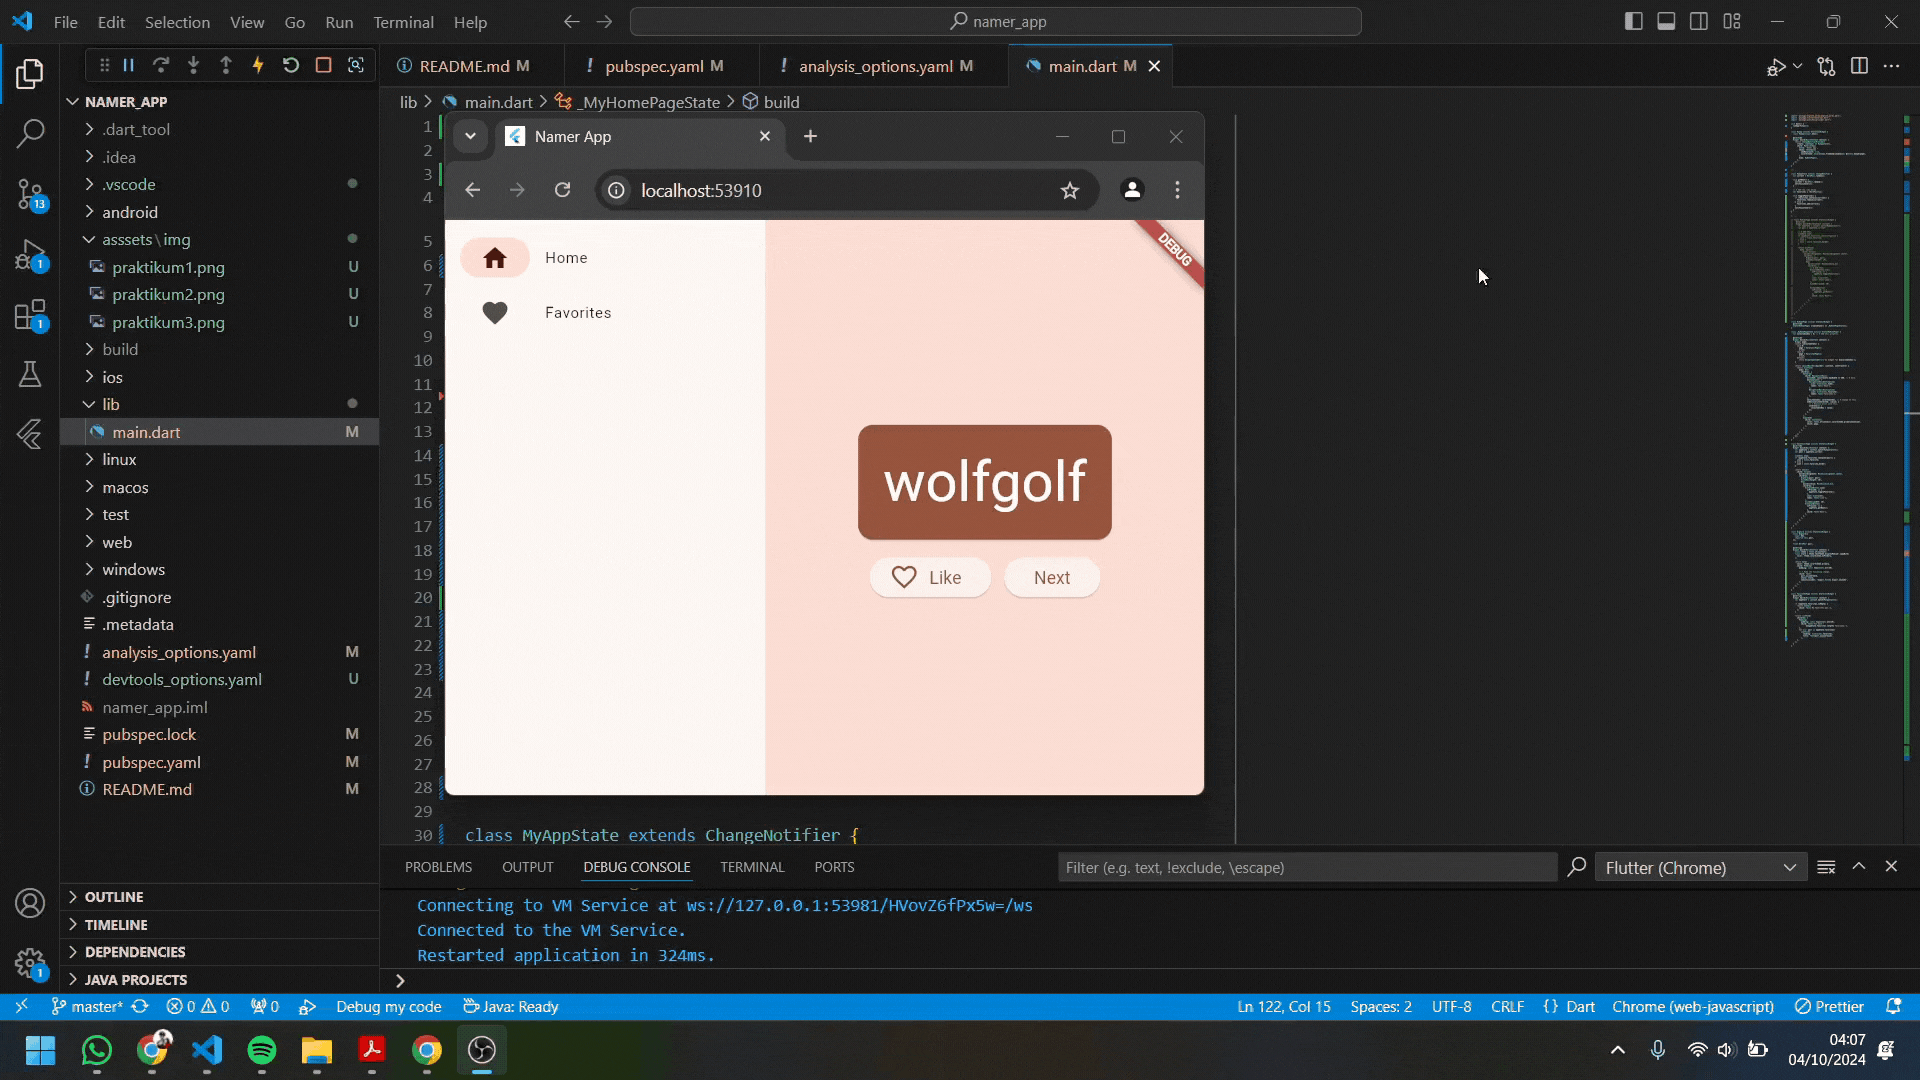 File Edit Selection View Go Run Terminal Help
namer_app
README.md M
! pubspec.yaml M
! analysis_options.yaml M
main.dart M
NAMER_APP
lib > main.dart > _MyHomePageState > build
.dart_tool
.idea
.vscode
android
asssets\img
praktikum1.png U
praktikum2.png U
praktikum3.png U
build
ios
lib
main.dart M
linux
macos
test
web
windows
.gitignore
.metadata
! analysis_options.yaml M
! devtools_options.yaml U
namer_app.iml
pubspec.lock M
! pubspec.yaml M
README.md M
OUTLINE
TIMELINE
DEPENDENCIES
JAVA PROJECTS
13
1
1
1
1
2
3
4
5
6
7
8
9
10
11
12
13
14
15
16
17
18
19
20
21
22
23
24
25
26
27
28
29
30 class MyAppState extends ChangeNotifier {
Namer App
localhost:53910
DEBUG
Home
Favorites
wolfgolf
Like
Next
PROBLEMS OUTPUT DEBUG CONSOLE TERMINAL PORTS
Filter (e.g. text, !exclude, \escape)
Flutter (Chrome)
Connecting to VM Service at ws://127.0.0.1:53981/HVovZ6fPx5w=/ws
Connected to the VM Service.
Restarted application in 324ms.
master* 0 0 0 Debug my code Java: Ready
Ln 122, Col 15 Spaces: 2 UTF-8 CRLF {} Dart Chrome (web-javascript) Prettier
04:07
04/10/2024